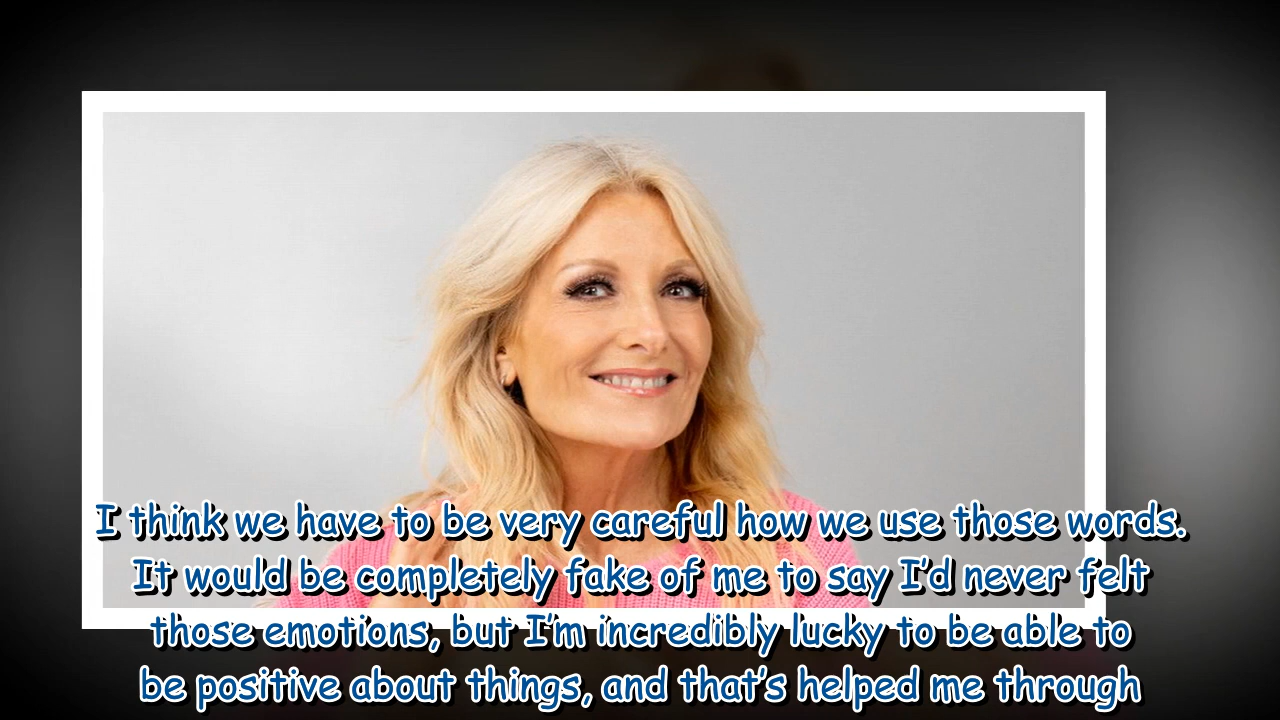 I think we have to be very careful how we use those words.
It would be completely fake of me to say I'd never felt
those emotions, but I'm incredibly lucky to be able to
be positive about things, and that's helped me through